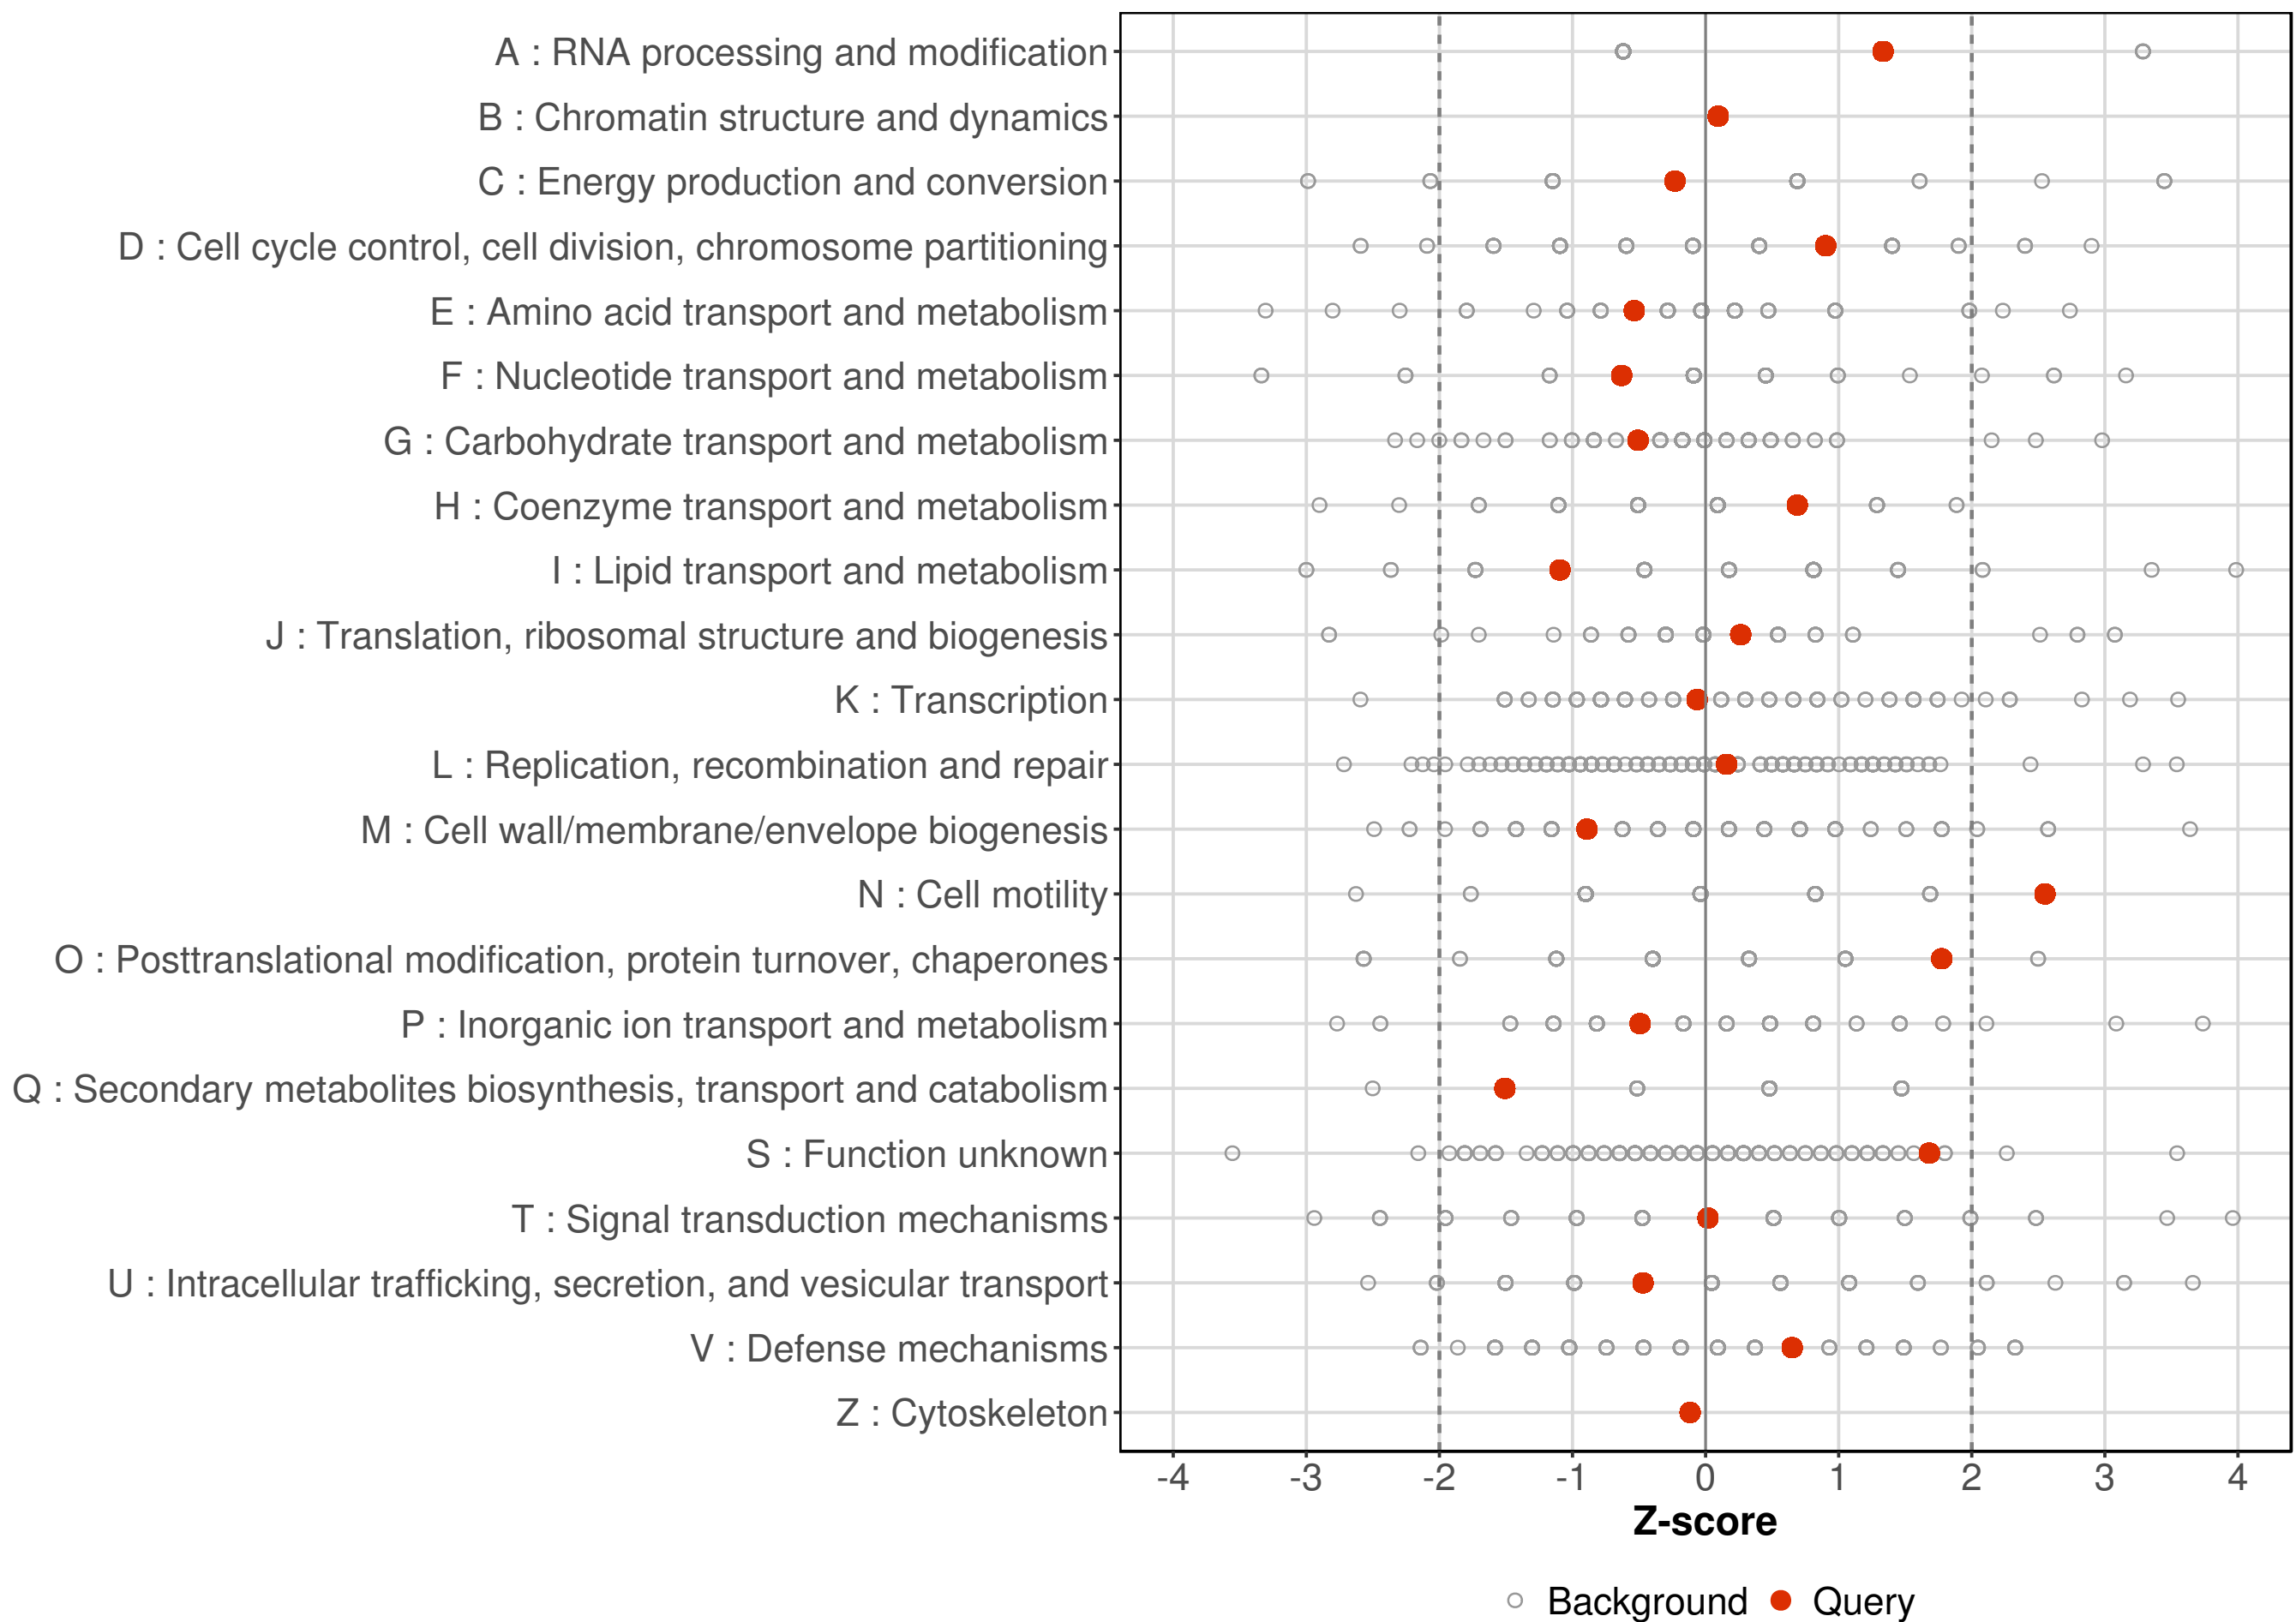 A : RNA processing and modification
B : Chromatin structure and dynamics
C : Energy production and conversion
D : Cell cycle control, cell division, chromosome partitioning
E : Amino acid transport and metabolism
F : Nucleotide transport and metabolism
G : Carbohydrate transport and metabolism
H : Coenzyme transport and metabolism
I : Lipid transport and metabolism
J : Translation, ribosomal structure and biogenesis
K : Transcription
L : Replication, recombination and repair
M : Cell wall/membrane/envelope biogenesis
N : Cell motility
O : Posttranslational modification, protein turnover, chaperones
P : Inorganic ion transport and metabolism
Q : Secondary metabolites biosynthesis, transport and catabolism
S : Function unknown
T : Signal transduction mechanisms
U : Intracellular trafficking, secretion, and vesicular transport
V : Defense mechanisms
Z : Cytoskeleton
-4 -3 -2 -1 0 1 2 3 4
Z-score
Background Query